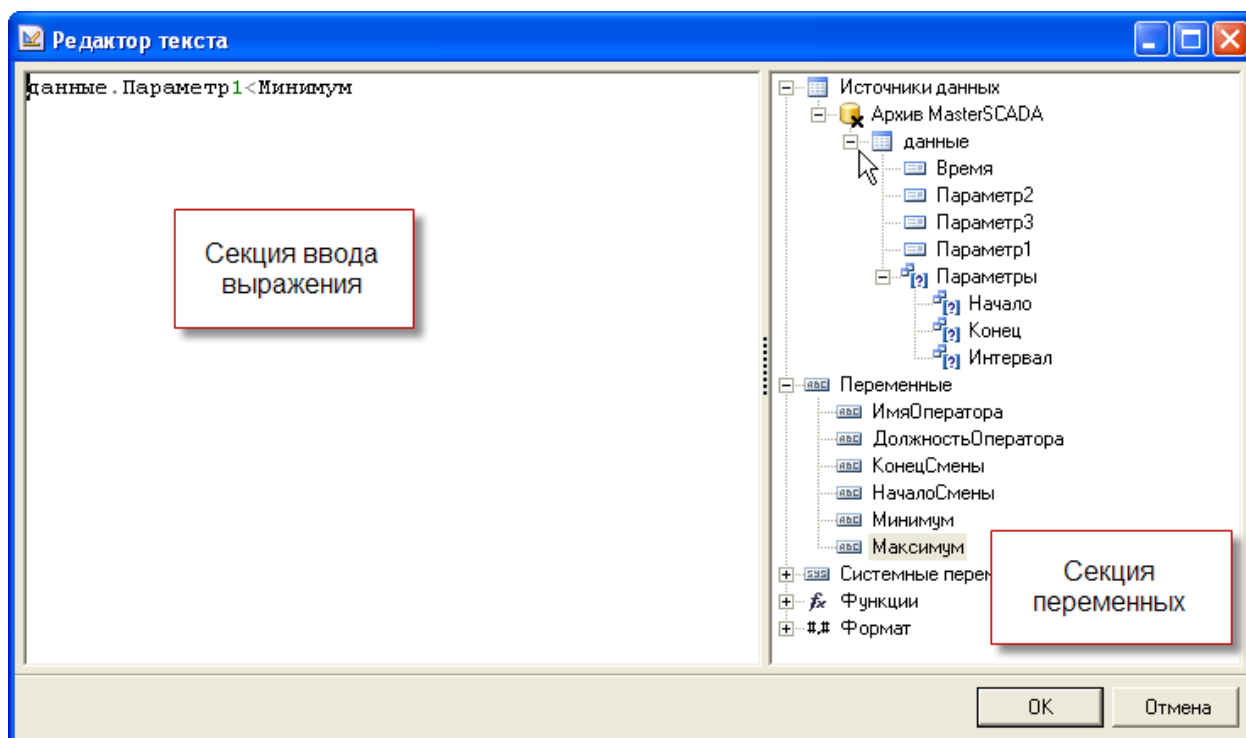 Редактор текста
данные.Параметр1<Минимум
Секция ввода
выражения
Источники данных
Архив MasterSCADA
данные
Время
Параметр2
Параметр3
Параметр1
Параметры
Начало
Конец
Интервал
Переменные
ИмяОператора
ДолжностьОператора
КонецСмены
НачалоСмены
Минимум
Максимум
Системные перем
Функции
Формат
Секция
переменных
OK
Отмена